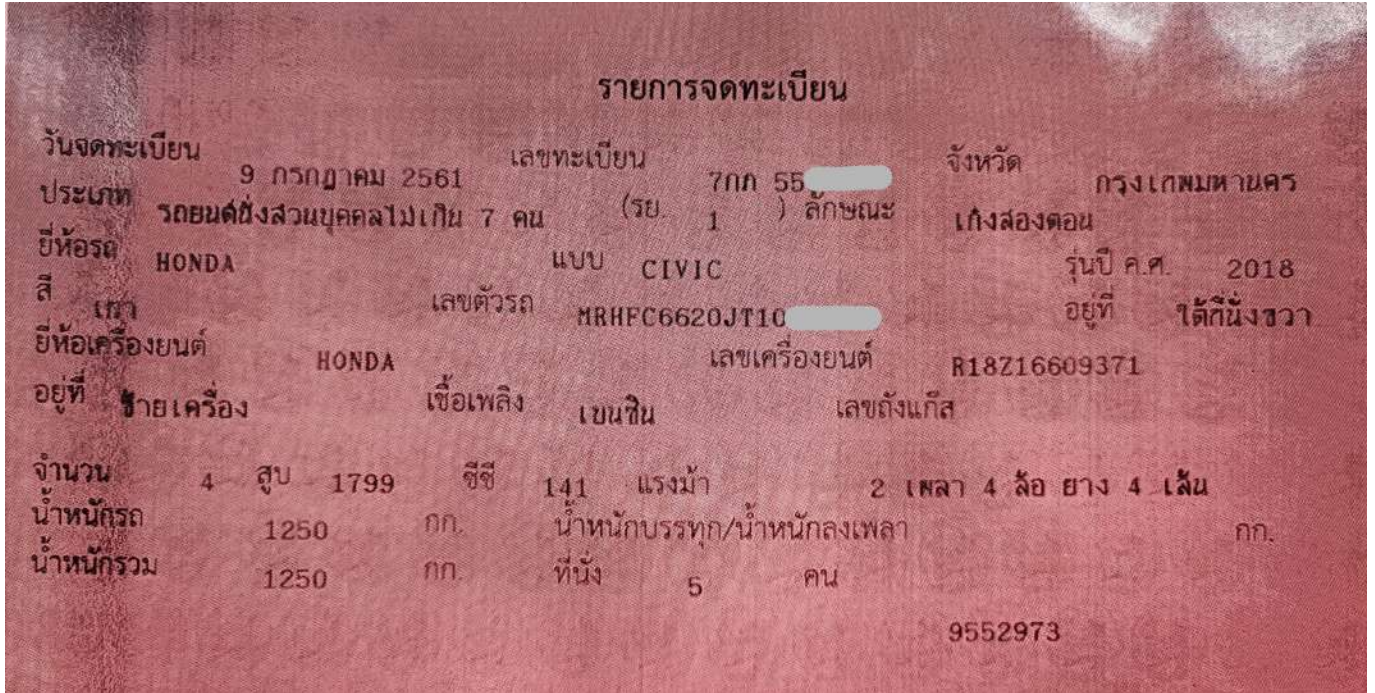 รายการจดทะเบียน
วันจดทะเบียน 9 กรกฎาคม 2561 เลขทะเบียน 7กก 55 จังหวัด กรุงเทพมหานคร
ประเภท รถยนต์นั่งส่วนบุคคลไม่เกิน 7 คน (รย. 1 ) ลักษณะ เก๋งสองตอน
ยี่ห้อรถ HONDA แบบ CIVIC รุ่นปี ค.ศ. 2018
สี เทา เลขตัวรถ MRHFC6620JT10 อยู่ที่ ใต้ที่นั่งขวา
ยี่ห้อเครื่องยนต์ HONDA เลขเครื่องยนต์ R18Z16609371
อยู่ที่ ซ้ายเครื่อง เชื้อเพลิง เบนซิน เลขถังแก๊ส
จำนวน 4 สูบ 1799 ซีซี 141 แรงม้า 2 เพลา 4 ล้อ ยาง 4 เส้น
น้ำหนักรถ 1250 กก. น้ำหนักบรรทุก/น้ำหนักลงเพลา กก.
น้ำหนักรวม 1250 กก. ที่นั่ง 5 คน
9552973